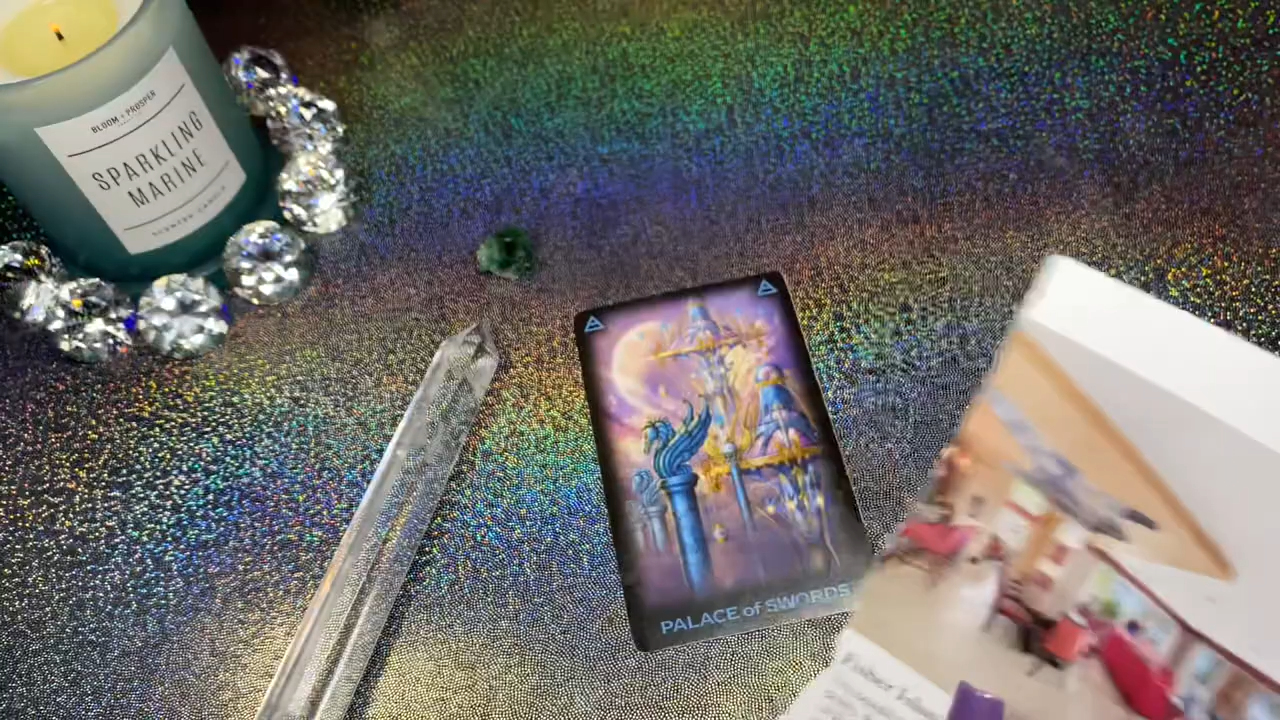 BLOOM + PROSPER
SPARKLING
MARINE
SCENTED CANDLE
PALACE of SWORDS